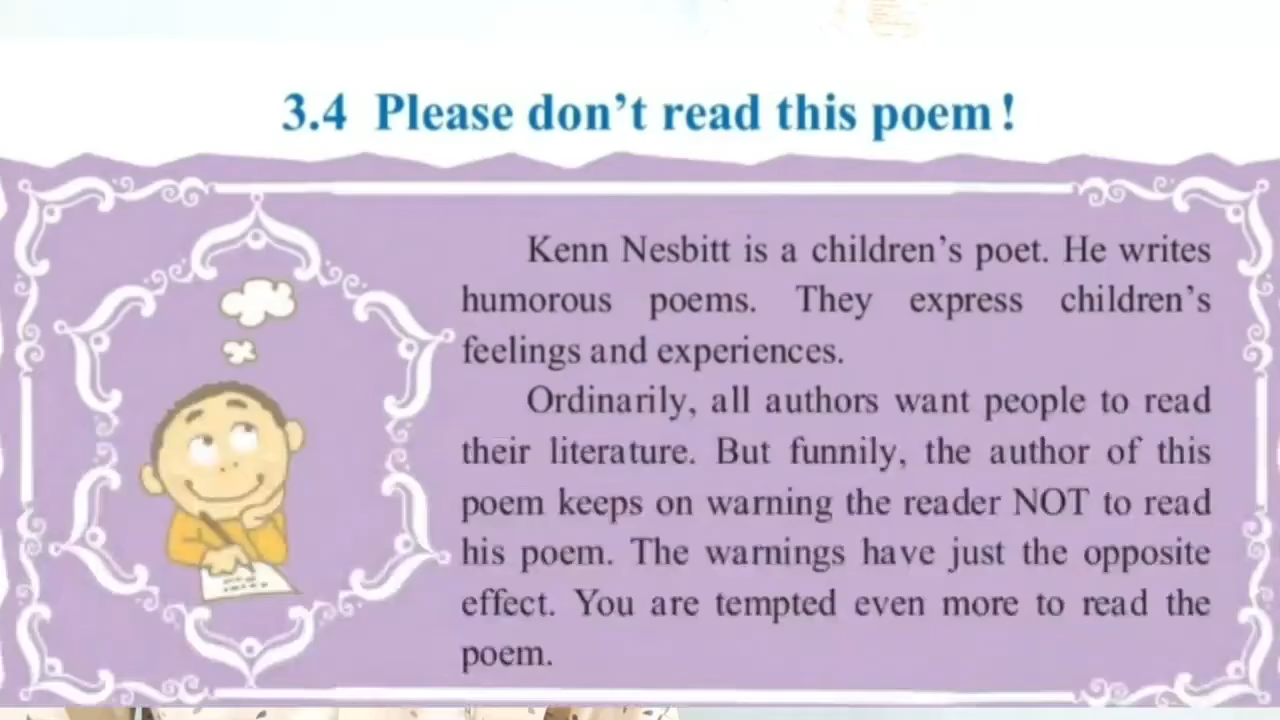 3.4 Please don't read this poem!
Kenn Nesbitt is a children's poet. He writes
humorous poems. They express children's
feelings and experiences.
Ordinarily, all authors want people to read
their literature. But funnily, the author of this
poem keeps on warning the reader NOT to read
his poem. The warnings have just the opposite
effect. You are tempted even more to read the
poem.